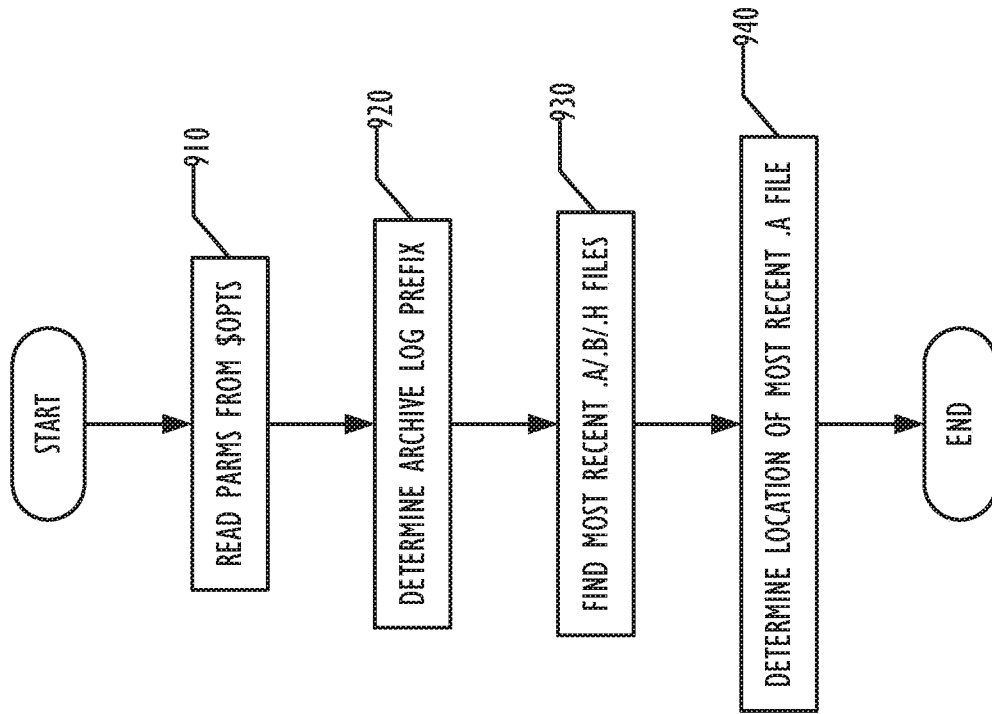 START
910
READ PARMS FROM $OPTS
920
DETERMINE ARCHIVE LOG PREFIX
930
FIND MOST RECENT .A/.B/.H FILES
940
DETERMINE LOCATION OF MOST RECENT .A FILE
END